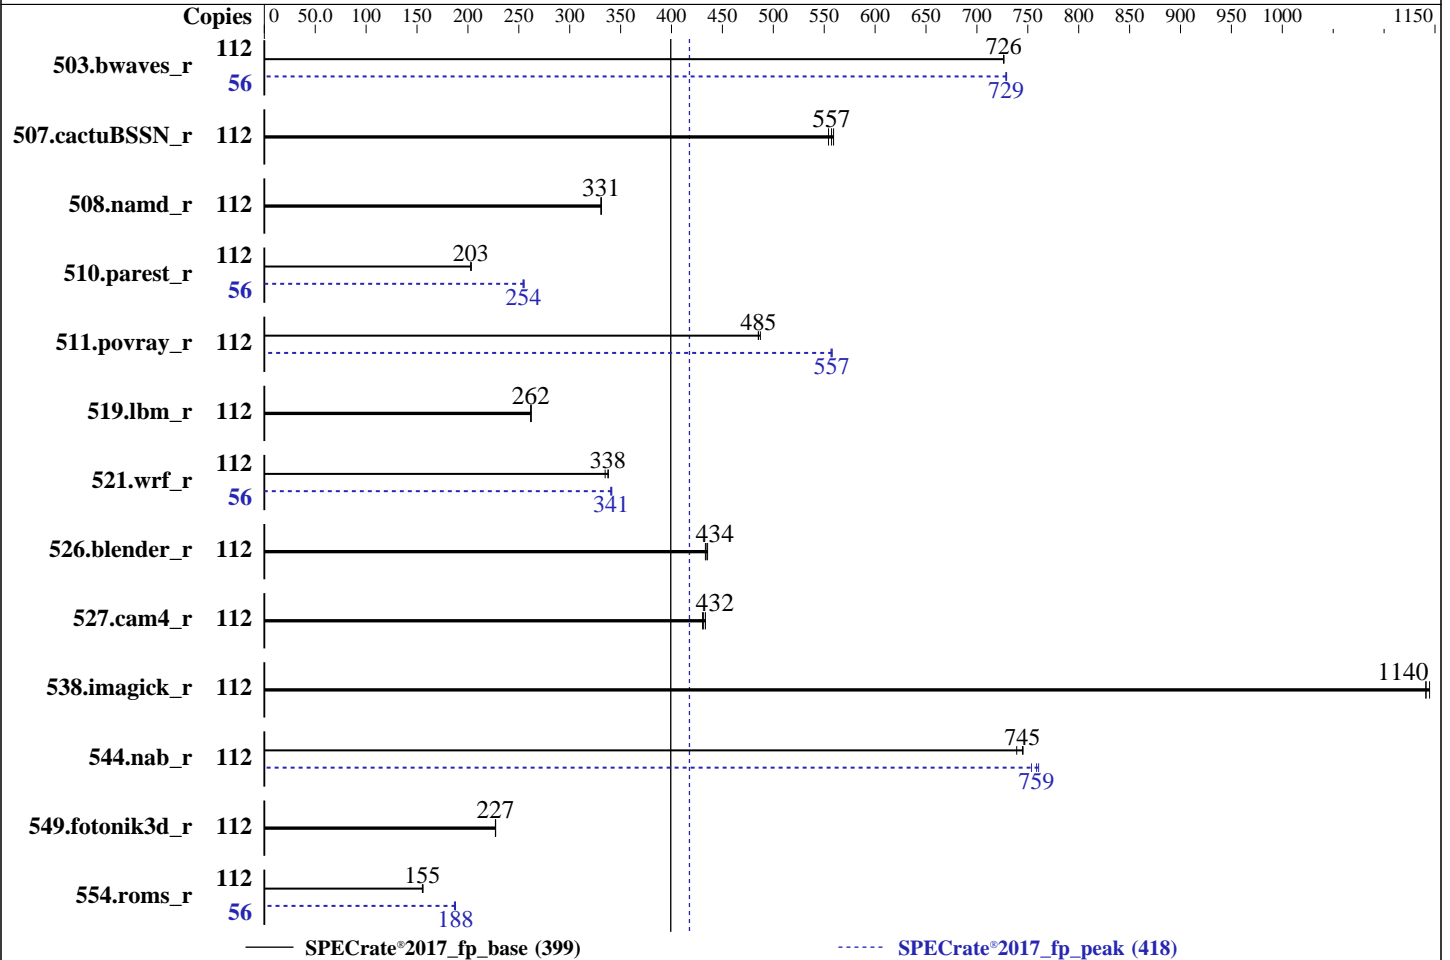 Copies 0 50.0 100 150 200 250 300 350 400 450 500 550 600 650 700 750 800 850 900 950 1000 1150
503.bwaves_r 112 726
56 729
507.cactuBSSN_r 112 557
508.namd_r 112 331
510.parest_r 112 203
56 254
511.povray_r 112 485
557
519.lbm_r 112 262
521.wrf_r 112 338
56 341
526.blender_r 112 434
527.cam4_r 112 432
538.imagick_r 112 1140
544.nab_r 112 745
759
549.fotonik3d_r 112 227
554.roms_r 112 155
56 188
SPECrate®2017_fp_base (399) SPECrate®2017_fp_peak (418)